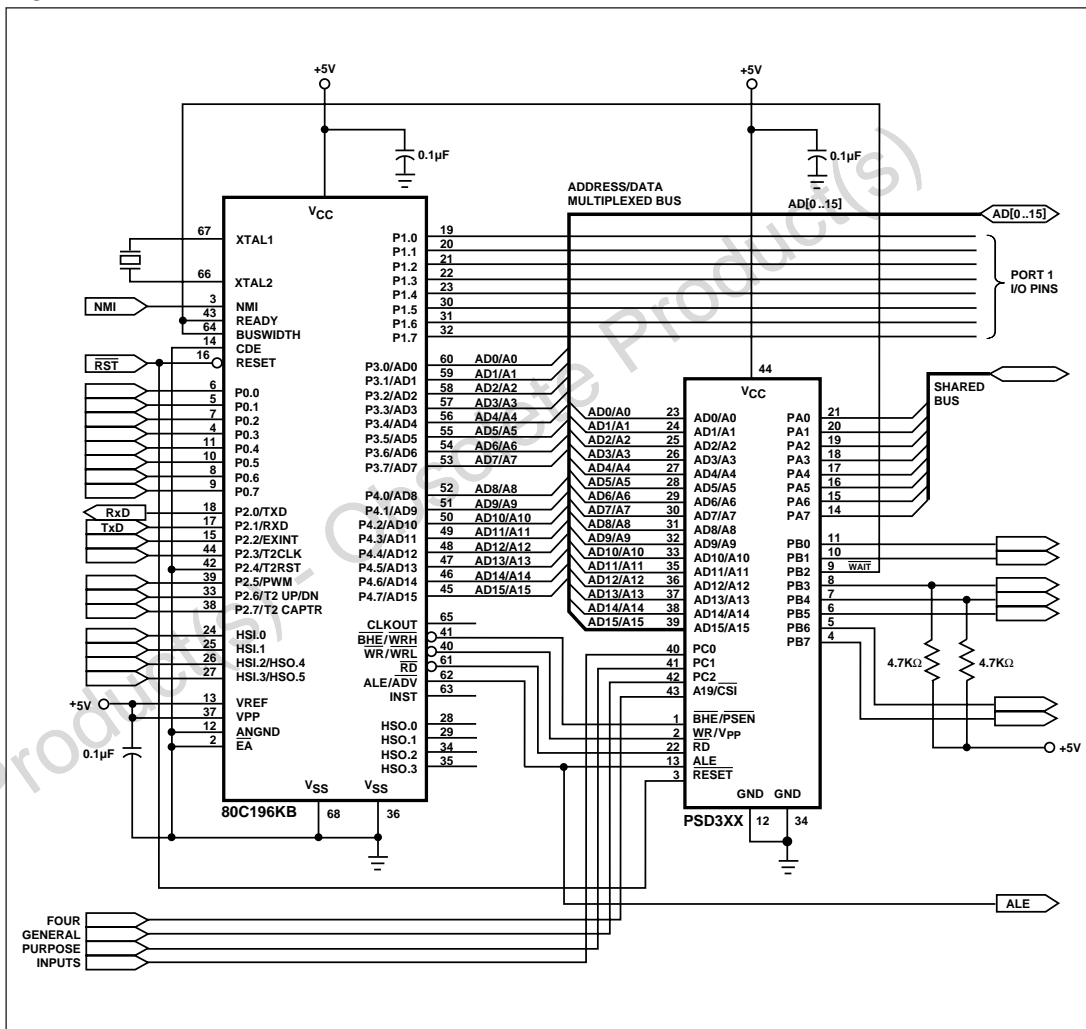 +5V
+5V
0.1µF
0.1µF
ADDRESS/DATA
MULTIPLEXED BUS
AD[0..15]
AD[0..15]
VCC
67 XTAL1
66 XTAL2
NMI 3 NMI
43 READY
64 BUSWIDTH
14 CDE
RST 16 RESET
6 P0.0
5 P0.1
7 P0.2
4 P0.3
11 P0.4
10 P0.5
8 P0.6
9 P0.7
RxD 18 P2.0/TXD
TxD 17 P2.1/RXD
15 P2.2/EXINT
44 P2.3/T2CLK
42 P2.4/T2RST
39 P2.5/PWM
33 P2.6/T2 UP/DN
38 P2.7/T2 CAPTR
24 HSI.0
25 HSI.1
26 HSI.2/HSO.4
27 HSI.3/HSO.5
+5V 13 VREF
37 VPP
12 ANGND
2 EA
0.1µF
P1.0 19
P1.1 20
P1.2 21
P1.3 22
P1.4 23
P1.5 30
P1.6 31
P1.7 32
PORT 1
I/O PINS
P3.0/AD0 60 AD0/A0
P3.1/AD1 59 AD1/A1
P3.2/AD2 58 AD2/A2
P3.3/AD3 57 AD3/A3
P3.4/AD4 56 AD4/A4
P3.5/AD5 55 AD5/A5
P3.6/AD6 54 AD6/A6
P3.7/AD7 53 AD7/A7
P4.0/AD8 52 AD8/A8
P4.1/AD9 51 AD9/A9
P4.2/AD10 50 AD10/A10
P4.3/AD11 49 AD11/A11
P4.4/AD12 48 AD12/A12
P4.5/AD13 47 AD13/A13
P4.6/AD14 46 AD14/A14
P4.7/AD15 45 AD15/A15
CLKOUT 65
BHE/WRH 41
WR/WRL 40
RD 61
ALE/ADV 62
INST 63
HSO.0 28
HSO.1 29
HSO.2 34
HSO.3 35
VSS VSS
80C196KB 68 36
44
VCC
AD0/A0 23 AD0/A0
AD1/A1 24 AD1/A1
AD2/A2 25 AD2/A2
AD3/A3 26 AD3/A3
AD4/A4 27 AD4/A4
AD5/A5 28 AD5/A5
AD6/A6 29 AD6/A6
AD7/A7 30 AD7/A7
AD8/A8 31 AD8/A8
AD9/A9 32 AD9/A9
AD10/A10 33 AD10/A10
AD11/A11 35 AD11/A11
AD12/A12 36 AD12/A12
AD13/A13 37 AD13/A13
AD14/A14 38 AD14/A14
AD15/A15 39 AD15/A15
40 PC0
41 PC1
42 PC2
43 A19/CSI
1 BHE/PSEN
2 WR/VPP
22 RD
13 ALE
3 RESET
GND GND
PSD3XX 12 34
PA0 21
PA1 20
PA2 19
PA3 18
PA4 17
PA5 16
PA6 15
PA7 14
SHARED
BUS
PB0 11
PB1 10
PB2 9 WAIT
PB3 8
PB4 7
PB5 6
PB6 5
PB7 4
4.7KΩ
4.7KΩ
+5V
ALE
FOUR
GENERAL
PURPOSE
INPUTS
Product(s) - Obsolete Product(s)